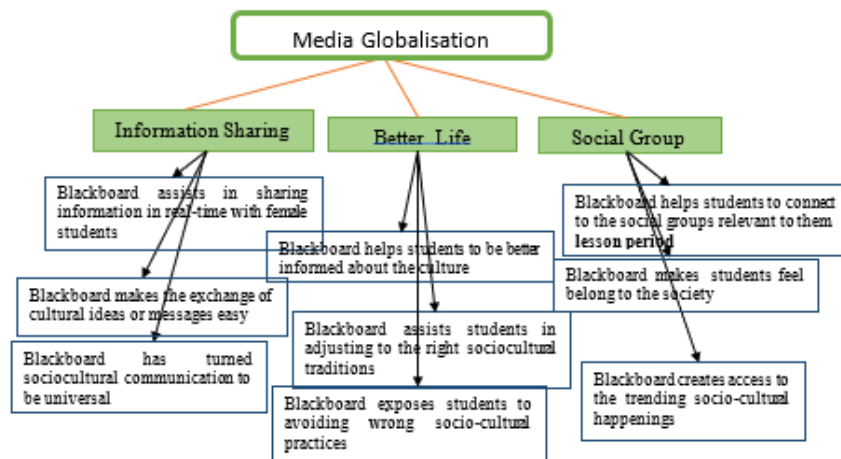 Media Globalisation
Information Sharing
Better Life
Social Group
Blackboard assists in sharing
information in real-time with female
students
Blackboard makes the exchange of
cultural ideas or messages easy
Blackboard has turned
sociocultural communication to
be universal
Blackboard helps students to be better
informed about the culture
Blackboard assists students in
adjusting to the right sociocultural
traditions
Blackboard exposes students to
avoiding wrong socio-cultural
practices
Blackboard helps students to connect
to the social groups relevant to them
lesson period
Blackboard makes students feel
belong to the society
Blackboard creates access to
the trending socio-cultural
happenings